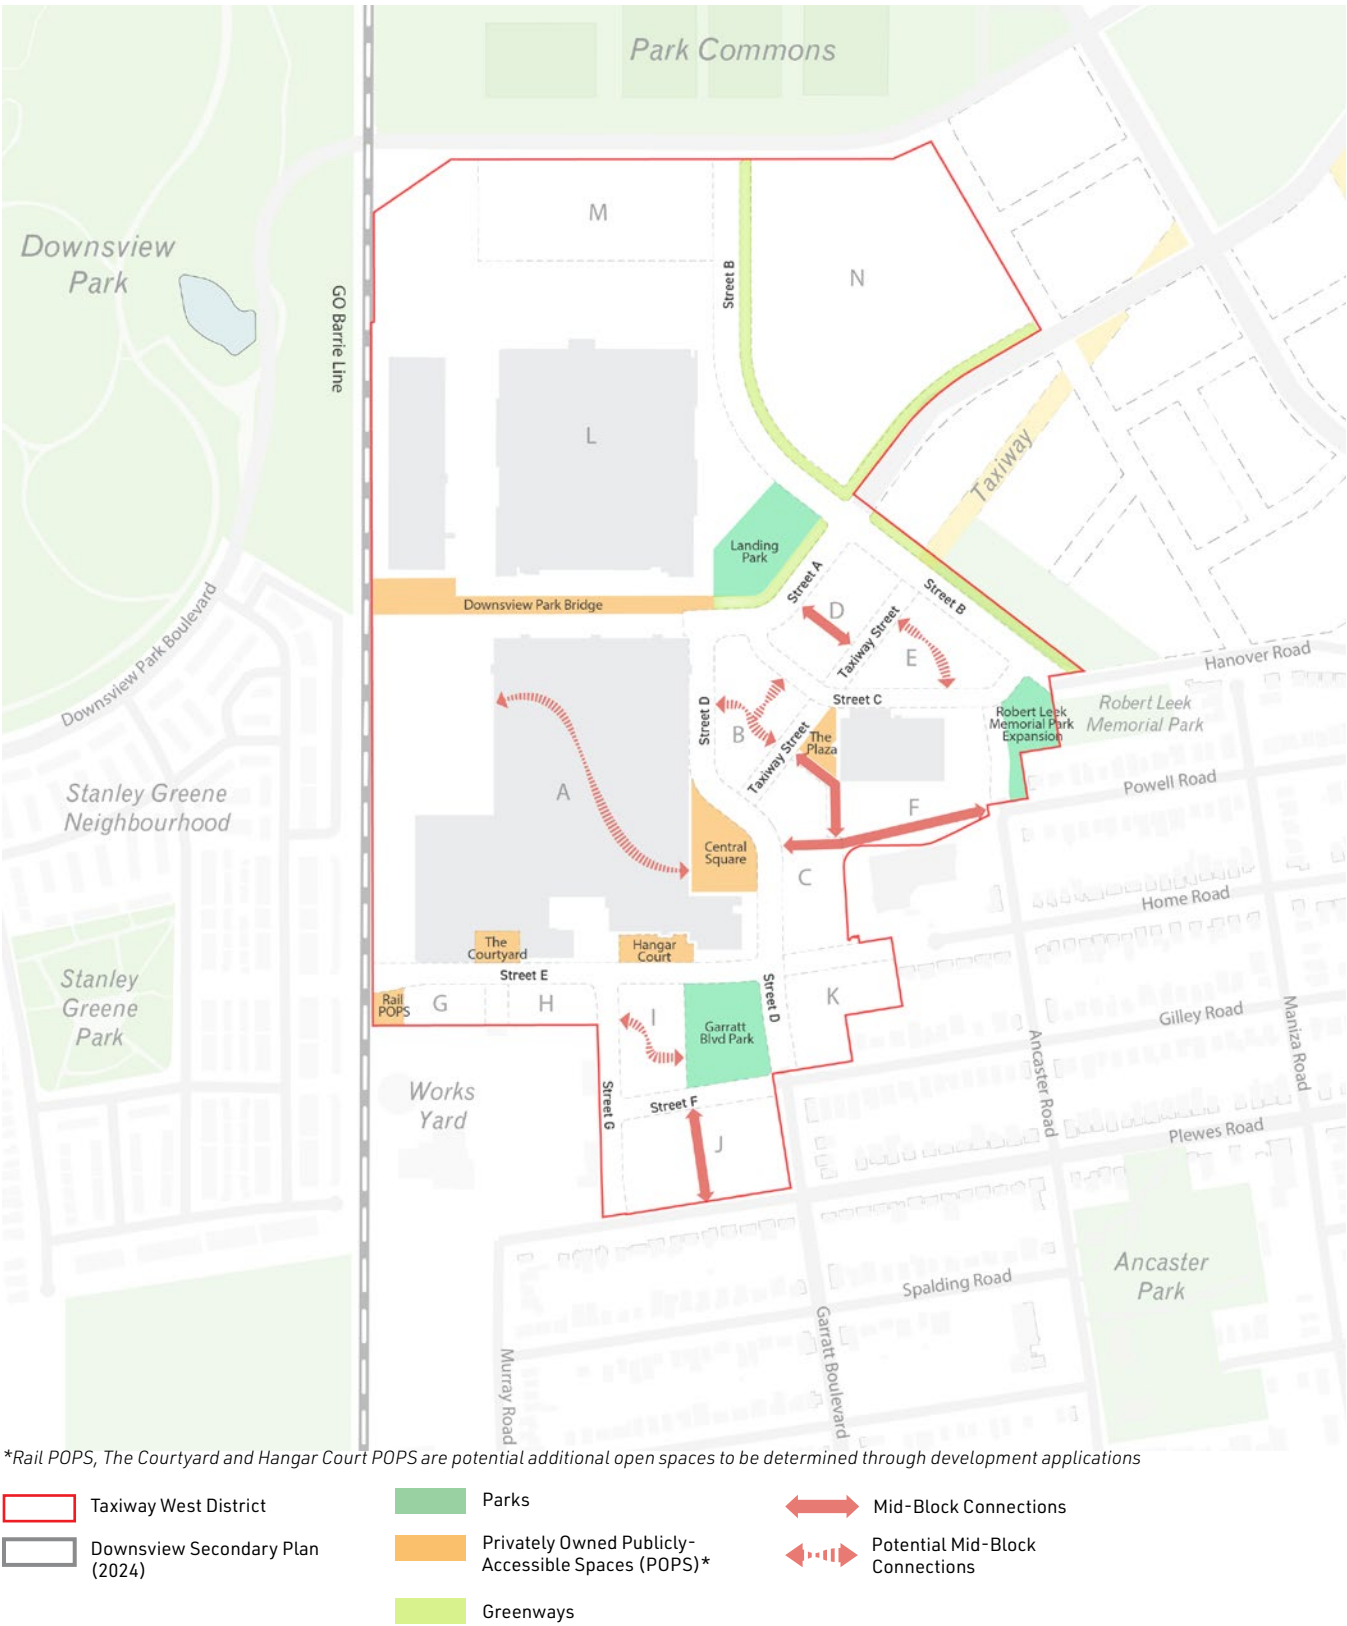 Park Commons
Downsview
Park
M
N
Street B
GO Barrie Line
L
Taxiway
Landing
Park
Downsview Park Bridge
Street A
D
Street B
Taxiway Street
E
Downsview Park Boulevard
Hanover Road
Street C
Street D
B
Taxiway Street
The
Plaza
Robert Leek
Memorial Park
Expansion
Robert Leek
Memorial Park
Powell Road
Stanley Greene
Neighbourhood
A
F
Central
Square
C
Home Road
The
Courtyard
Hangar
Court
Street E
Stanley
Greene
Park
Rail
POPS
G
H
I
Garratt
Blvd Park
Street D
K
Gilley Road
Maniza Road
Ancaster Road
Works
Yard
Street G
Street F
J
Plewes Road
Ancaster
Park
Spalding Road
Garratt Boulevard
Murray Road
*Rail POPS, The Courtyard and Hangar Court POPS are potential additional open spaces to be determined through development applications
Taxiway West District
Downsview Secondary Plan
(2024)
Parks
Privately Owned Publicly-
Accessible Spaces (POPS)*
Greenways
Mid-Block Connections
Potential Mid-Block
Connections